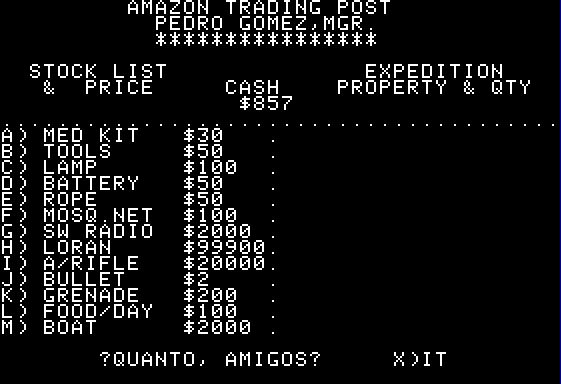 AMAZON TRADING POST
PEDRO GOMEZ,MGR.
****************
STOCK LIST EXPEDITION
& PRICE CASH PROPERTY & QTY
$857
........................................
A) MED KIT $30 .
B) TOOLS $50 .
C) LAMP $100 .
D) BATTERY $50 .
E) ROPE $50 .
F) MOSQ.NET $100 .
G) SW RADIO $2000 .
H) LORAN $99900.
I) A/RIFLE $20000.
J) BULLET $2 .
K) GRENADE $200 .
L) FOOD/DAY $100 .
M) BOAT $2000 .
?QUANTO, AMIGOS? X)IT